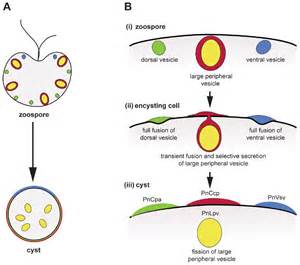 A
zoospore
cyst
B
(i) zoospore
dorsal vesicle
large peripheral
vesicle
ventral vesicle
(ii) encysting cell
full fusion of
dorsal vesicle
full fusion of
ventral vesicle
transient fusion and selective secretion
of large peripheral vesicle
(iii) cyst
PnCcp
PnCpa
PnVsv
PnLpv
fission of large
peripheral vesicle